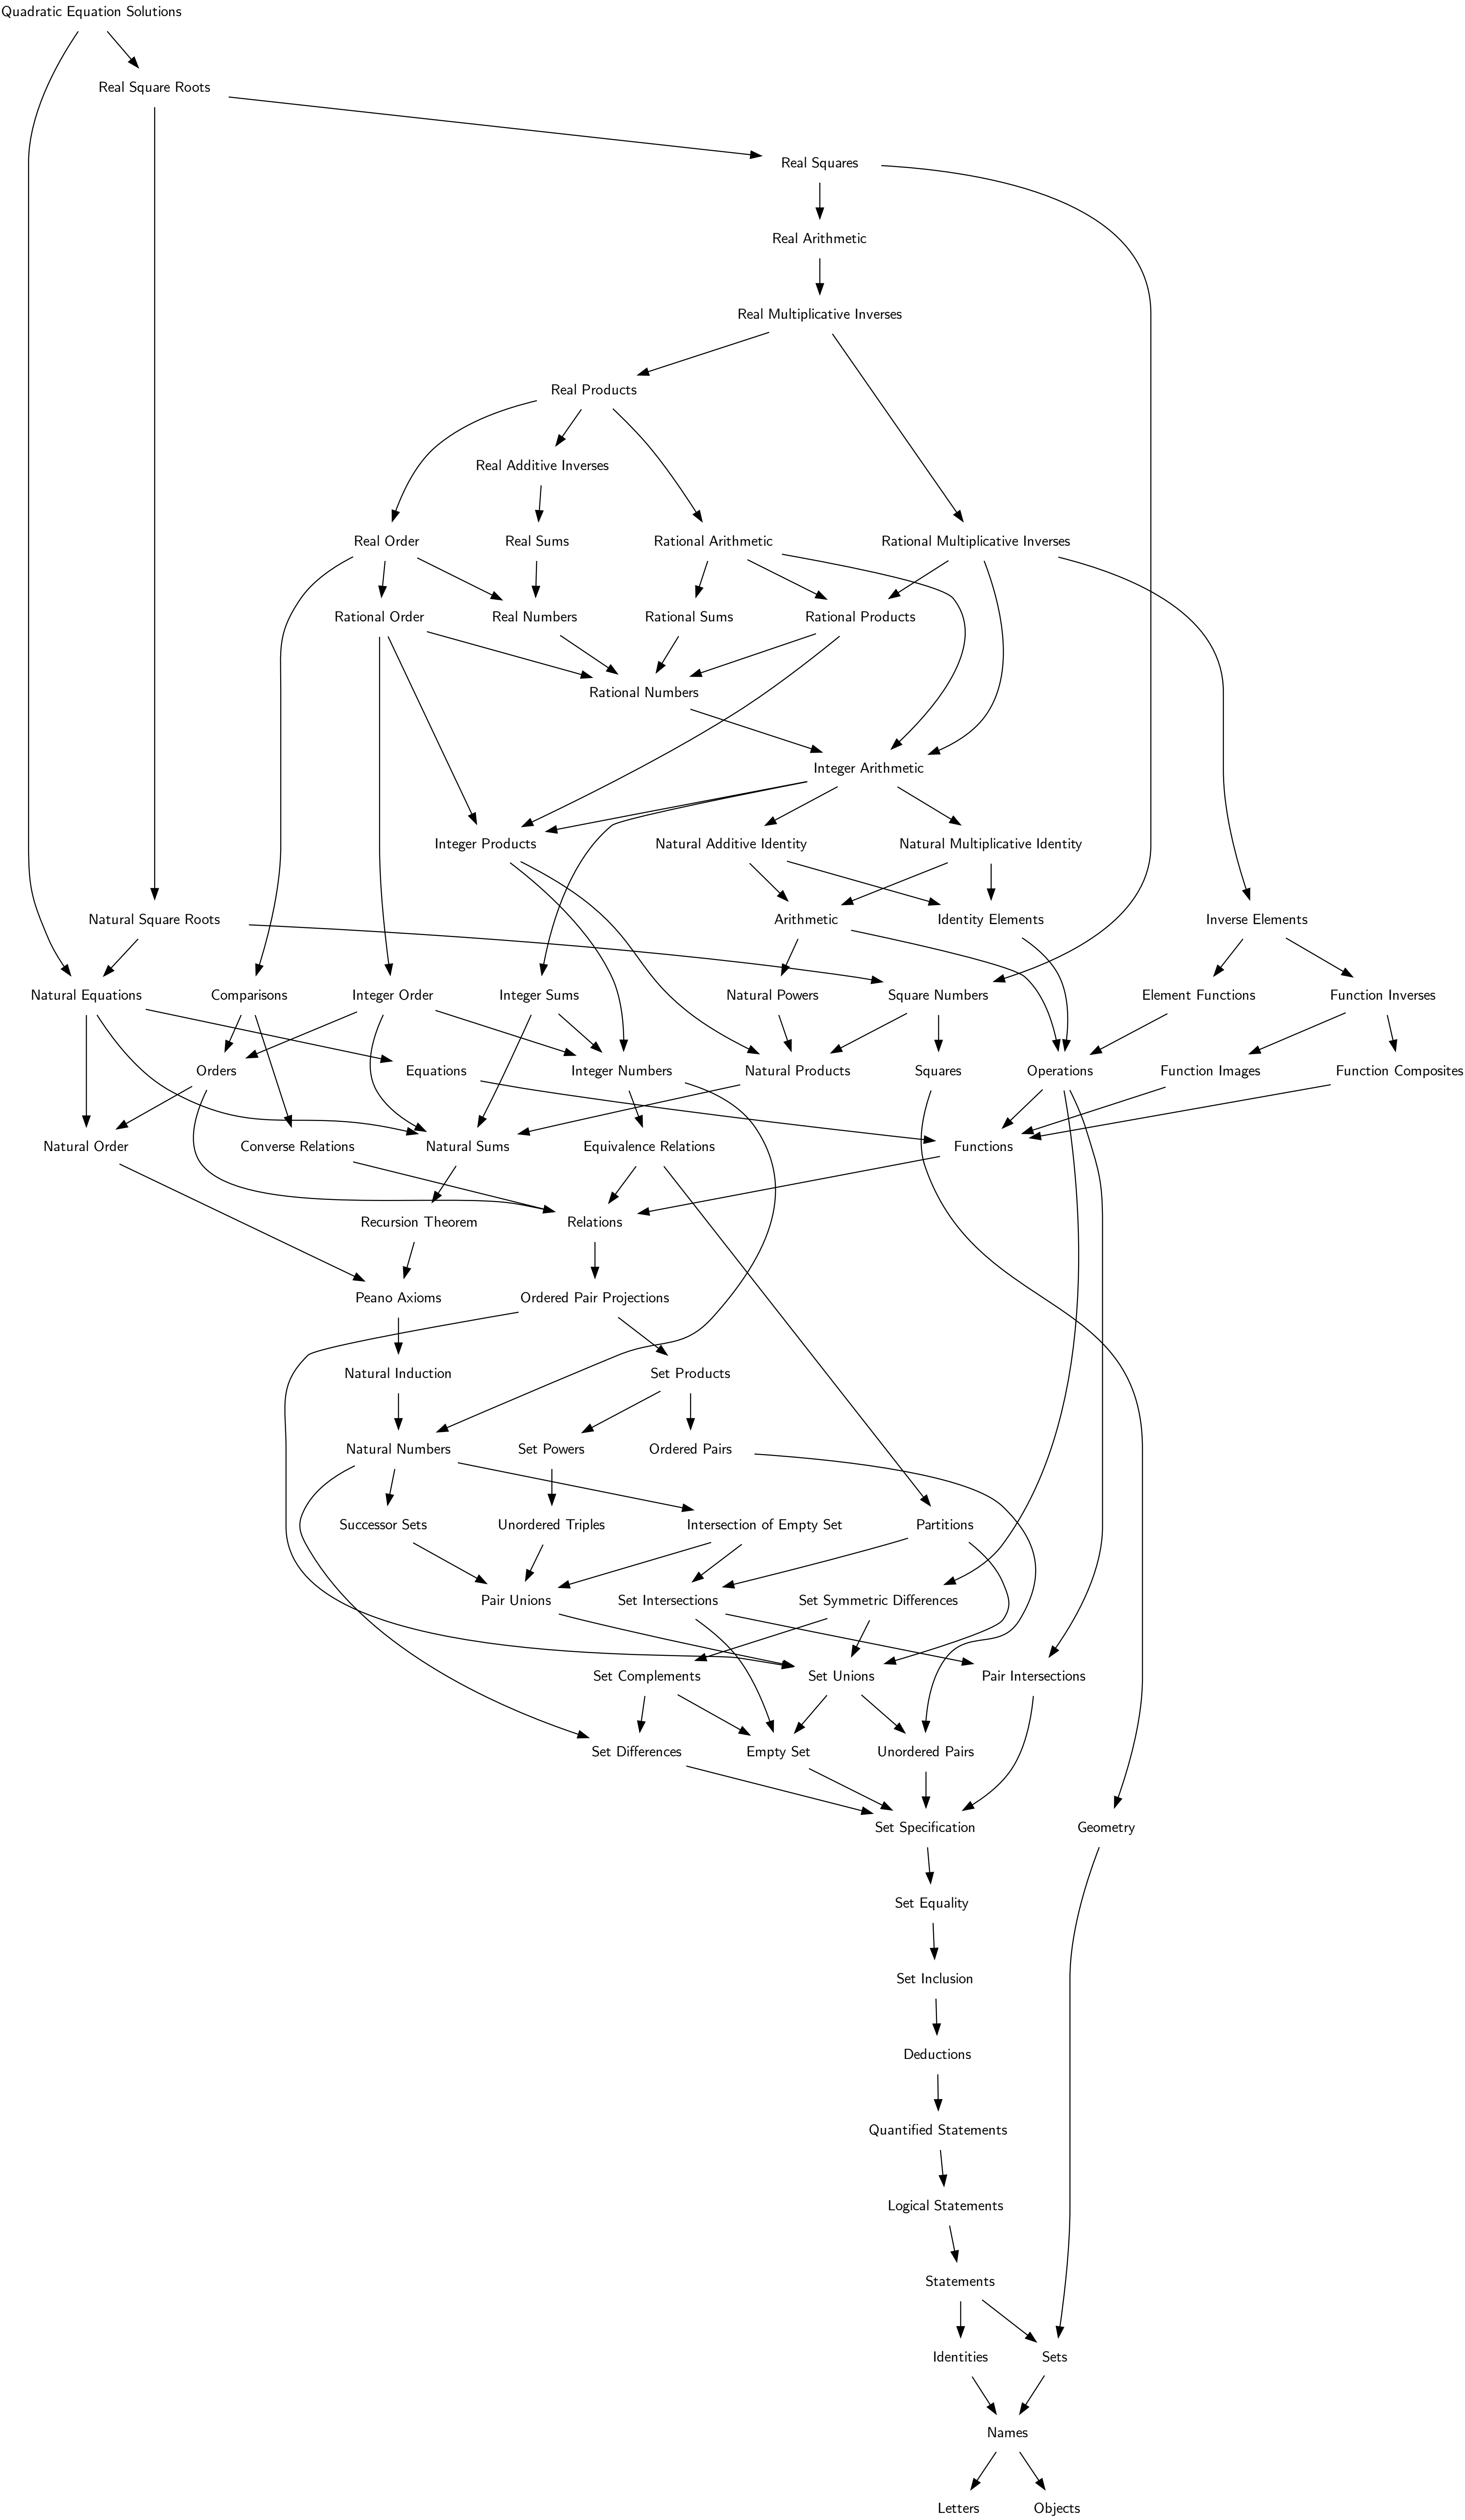 Quadratic Equation Solutions
Real Square Roots
Real Squares
Real Arithmetic
Real Multiplicative Inverses
Real Products
Real Additive Inverses
Real Order
Real Sums
Rational Arithmetic
Rational Multiplicative Inverses
Rational Order
Real Numbers
Rational Sums
Rational Products
Rational Numbers
Integer Arithmetic
Integer Products
Natural Additive Identity
Natural Multiplicative Identity
Natural Square Roots
Arithmetic
Identity Elements
Inverse Elements
Natural Equations
Comparisons
Integer Order
Integer Sums
Natural Powers
Square Numbers
Element Functions
Function Inverses
Orders
Equations
Integer Numbers
Natural Products
Squares
Operations
Function Images
Function Composites
Natural Order
Converse Relations
Natural Sums
Equivalence Relations
Functions
Recursion Theorem
Relations
Peano Axioms
Ordered Pair Projections
Natural Induction
Set Products
Natural Numbers
Set Powers
Ordered Pairs
Successor Sets
Unordered Triples
Intersection of Empty Set
Partitions
Pair Unions
Set Intersections
Set Symmetric Differences
Set Complements
Set Unions
Pair Intersections
Set Differences
Empty Set
Unordered Pairs
Set Specification
Geometry
Set Equality
Set Inclusion
Deductions
Quantified Statements
Logical Statements
Statements
Identities
Sets
Names
Letters
Objects